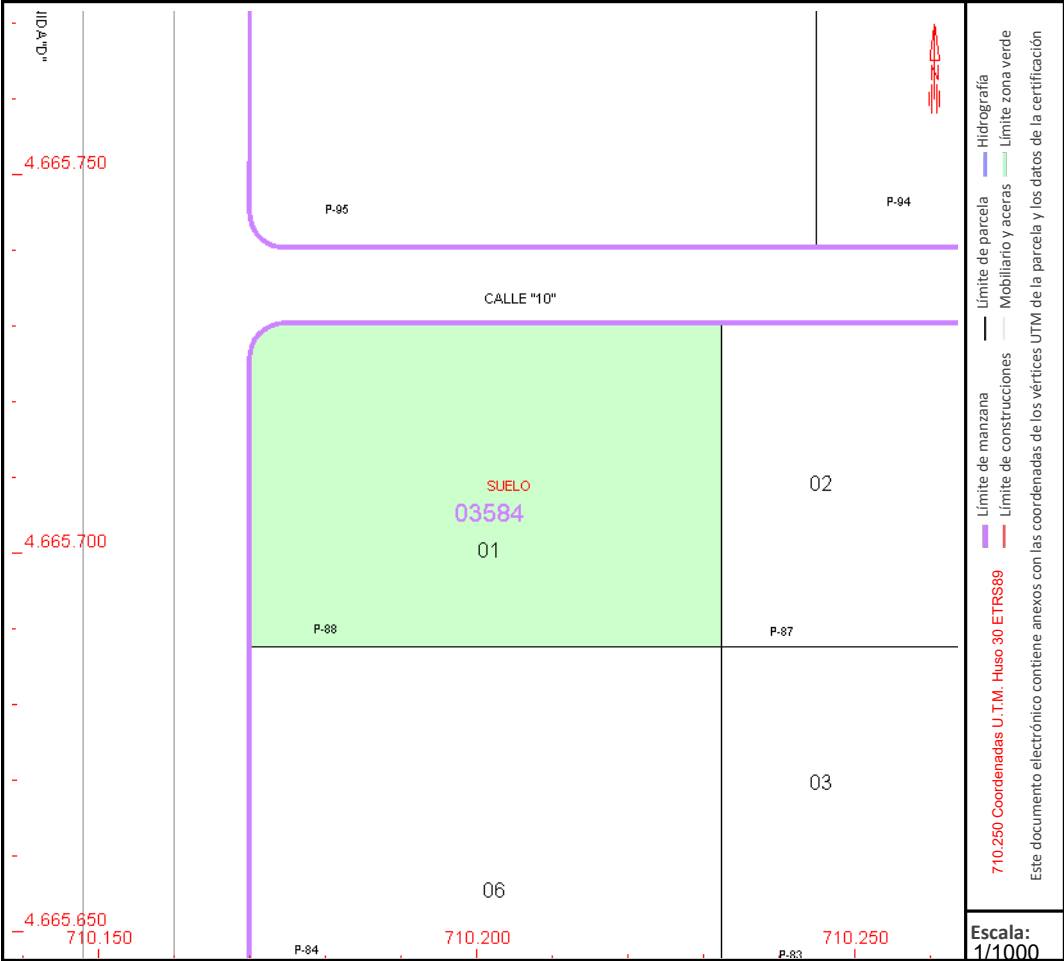 IDA "D"
4.665.750
P-95
P-94
CALLE "10"
SUELO
03584
01
02
4.665.700
P-88
P-87
03
06
4.665.650
710.150
710.200
710.250
P-84
P-83
N
710.250 Coordenadas U.T.M. Huso 30 ETRS89
Límite de manzana
Límite de parcela
Hidrografía
Límite de construcciones
Mobiliario y aceras
Límite zona verde
Este documento electrónico contiene anexos con las coordenadas de los vértices UTM de la parcela y los datos de la certificación
Escala:
1/1000